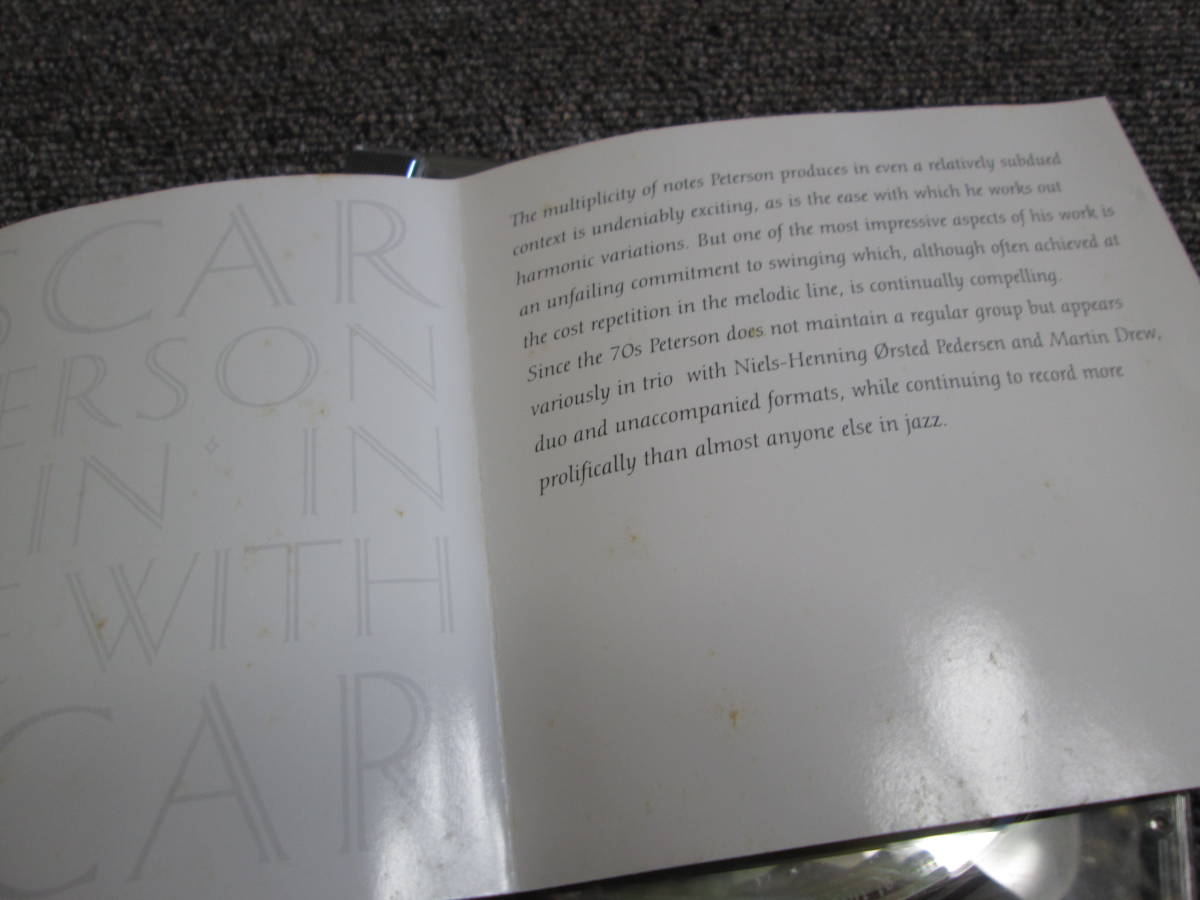 SCAR
ERSON
IN IN
WITH
CAR
The multiplicity of notes Peterson produces in even a relatively subdued
context is undeniably exciting, as is the ease with which he works out
harmonic variations. But one of the most impressive aspects of his work is
an unfailing commitment to swinging which, although often achieved at
the cost repetition in the melodic line, is continually compelling.
Since the 70s Peterson does not maintain a regular group but appears
variously in trio with Niels-Henning Ørsted Pedersen and Martin Drew,
duo and unaccompanied formats, while continuing to record more
prolifically than almost anyone else in jazz.